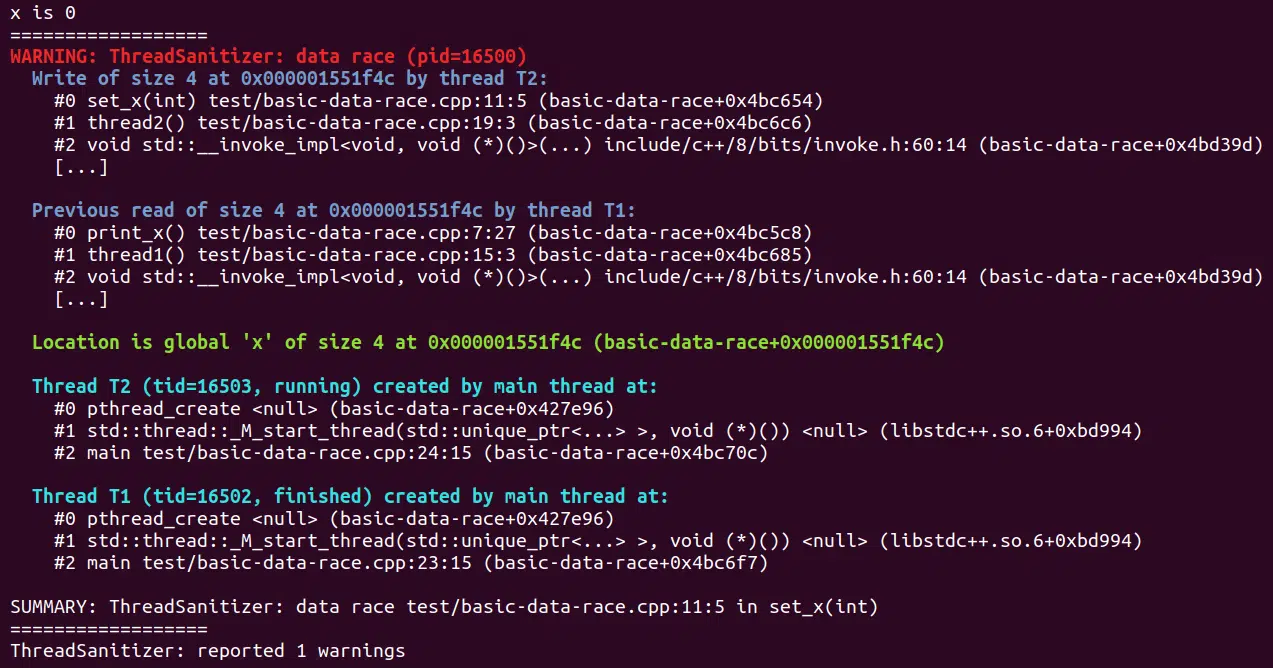 x is 0
==================
WARNING: ThreadSanitizer: data race (pid=16500)
  Write of size 4 at 0x000001551f4c by thread T2:
    #0 set_x(int) test/basic-data-race.cpp:11:5 (basic-data-race+0x4bc654)
    #1 thread2() test/basic-data-race.cpp:19:3 (basic-data-race+0x4bc6c6)
    #2 void std::__invoke_impl<void, void (*)()>(...) include/c++/8/bits/invoke.h:60:14 (basic-data-race+0x4bd39d)
    [...]

  Previous read of size 4 at 0x000001551f4c by thread T1:
    #0 print_x() test/basic-data-race.cpp:7:27 (basic-data-race+0x4bc5c8)
    #1 thread1() test/basic-data-race.cpp:15:3 (basic-data-race+0x4bc685)
    #2 void std::__invoke_impl<void, void (*)()>(...) include/c++/8/bits/invoke.h:60:14 (basic-data-race+0x4bd39d)
    [...]

  Location is global 'x' of size 4 at 0x000001551f4c (basic-data-race+0x000001551f4c)

  Thread T2 (tid=16503, running) created by main thread at:
    #0 pthread_create <null> (basic-data-race+0x427e96)
    #1 std::thread::_M_start_thread(std::unique_ptr<...> >, void (*)()) <null> (libstdc++.so.6+0xbd994)
    #2 main test/basic-data-race.cpp:24:15 (basic-data-race+0x4bc70c)

  Thread T1 (tid=16502, finished) created by main thread at:
    #0 pthread_create <null> (basic-data-race+0x427e96)
    #1 std::thread::_M_start_thread(std::unique_ptr<...> >, void (*)()) <null> (libstdc++.so.6+0xbd994)
    #2 main test/basic-data-race.cpp:23:15 (basic-data-race+0x4bc6f7)

SUMMARY: ThreadSanitizer: data race test/basic-data-race.cpp:11:5 in set_x(int)
==================
ThreadSanitizer: reported 1 warnings